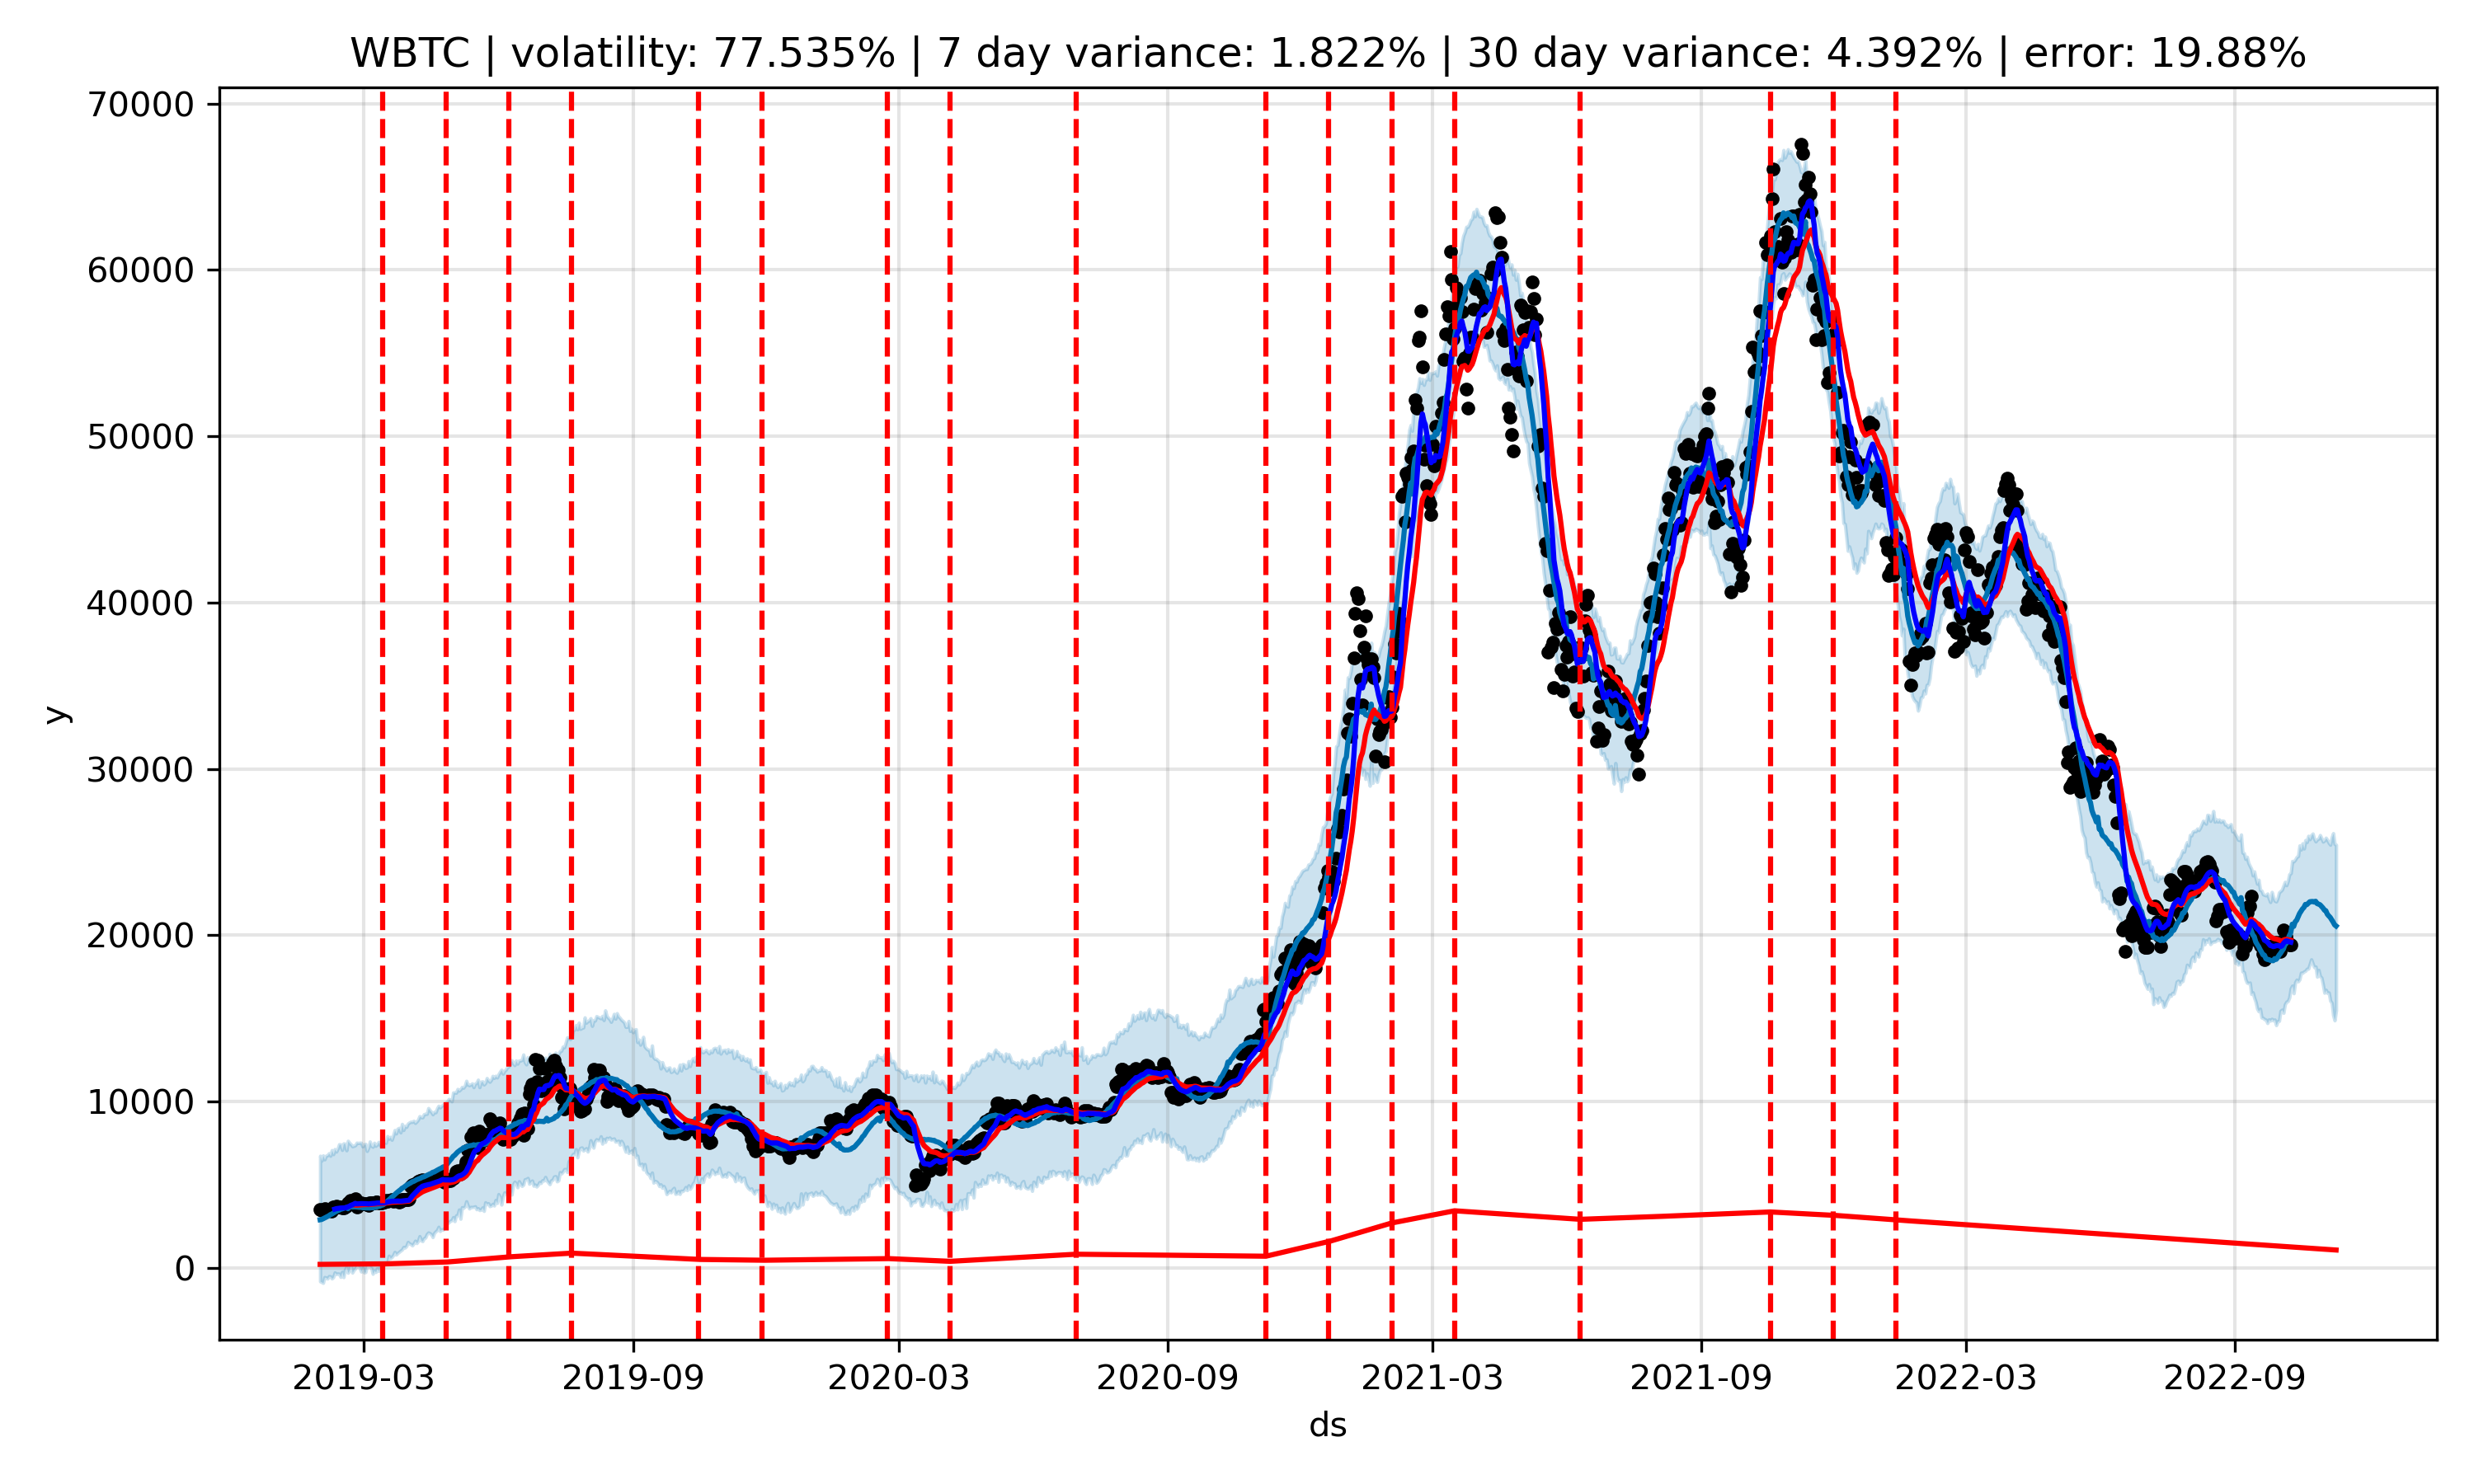 WBTC | volatility: 77.535% | 7 day variance: 1.822% | 30 day variance: 4.392% | error: 19.88%
70000
60000
50000
40000
30000
20000
10000
0
y
2019-03 2019-09 2020-03 2020-09 2021-03 2021-09 2022-03 2022-09
ds